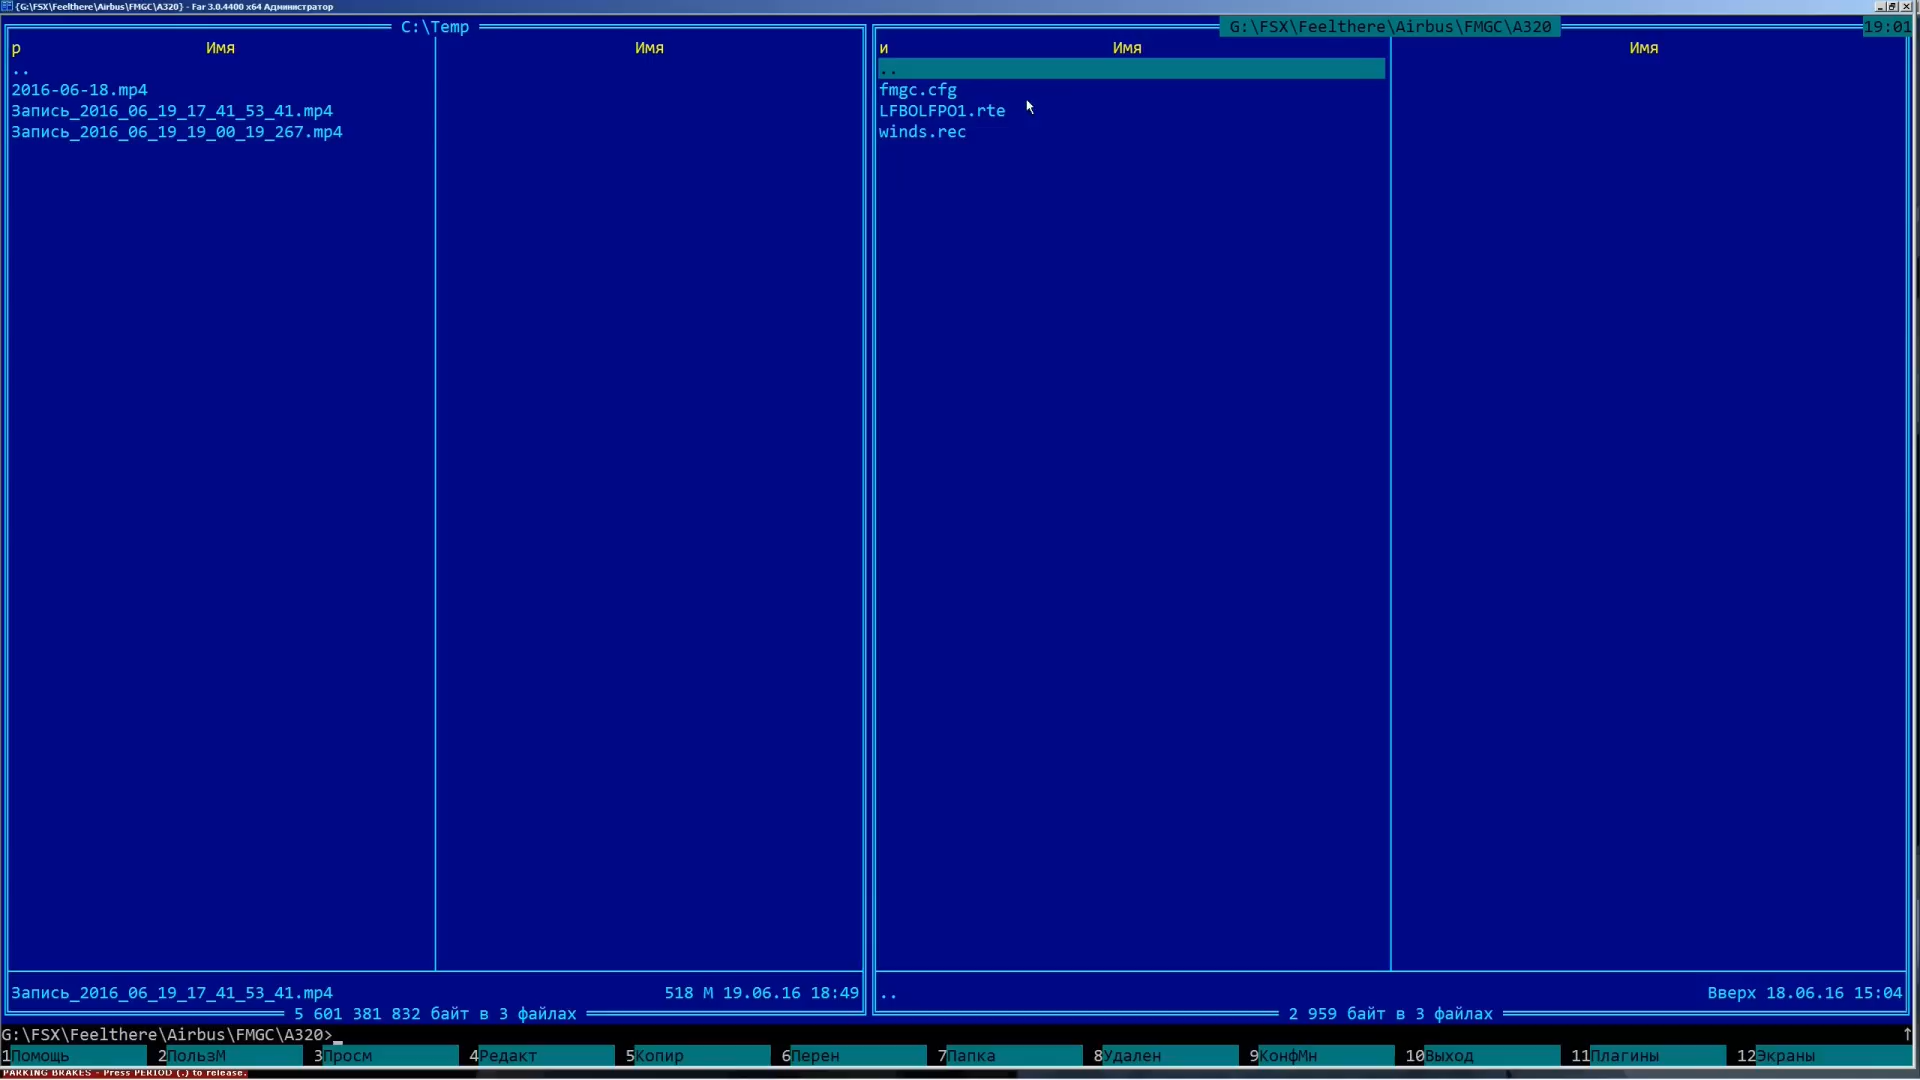 {G:\FSX\Feelthere\Airbus\FMGC\A320} - Far 3.0.4400 x64 Администратор
C:\Temp
р Имя Имя
..
2016-06-18.mp4
Запись_2016_06_19_17_41_53_41.mp4
Запись_2016_06_19_19_00_19_267.mp4
Запись_2016_06_19_17_41_53_41.mp4 518 М 19.06.16 18:49
5 601 381 832 байт в 3 файлах
G:\FSX\Feelthere\Airbus\FMGC\A320 19:01
и Имя Имя
..
fmgc.cfg
LFBOLFPO1.rte
winds.rec
.. Вверх 18.06.16 15:04
2 959 байт в 3 файлах
G:\FSX\Feelthere\Airbus\FMGC\A320> ↑
1Помощь 2ПользМ 3Просм 4Редакт 5Копир 6Перен 7Папка 8Удален 9КонфМн 10Выход 11Плагины 12Экраны
PARKING BRAKES - Press PERIOD (.) to release.